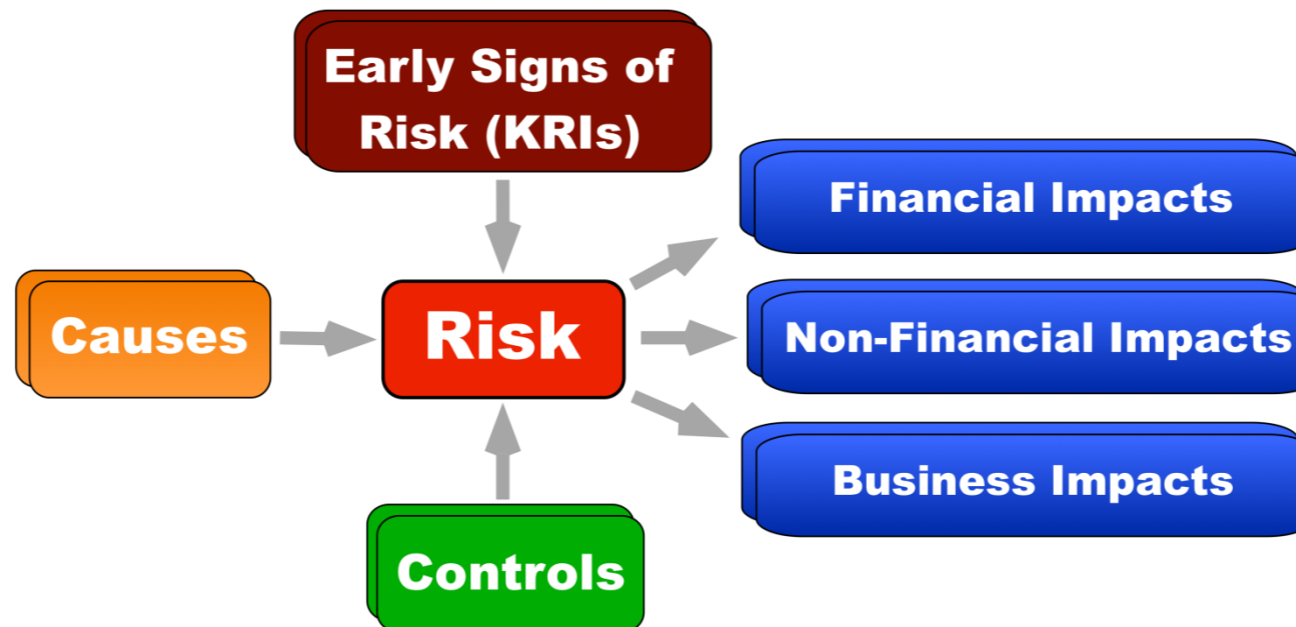 Early Signs of
Risk (KRIs)
Financial Impacts
Causes
Risk
Non-Financial Impacts
Business Impacts
Controls